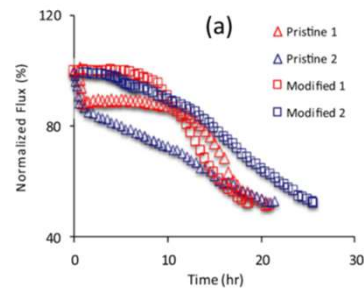 120
(a)
Pristine 1
Pristine 2
Modified 1
Modified 2
Normalized Flux (%)
80
40
0
10
20
30
Time (hr)